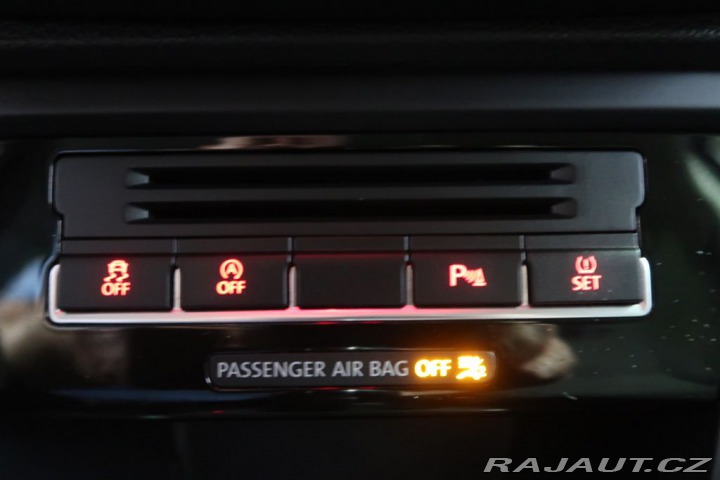 OFF
A
OFF
P
SET
PASSENGER AIR BAG OFF
RAJAUT.CZ